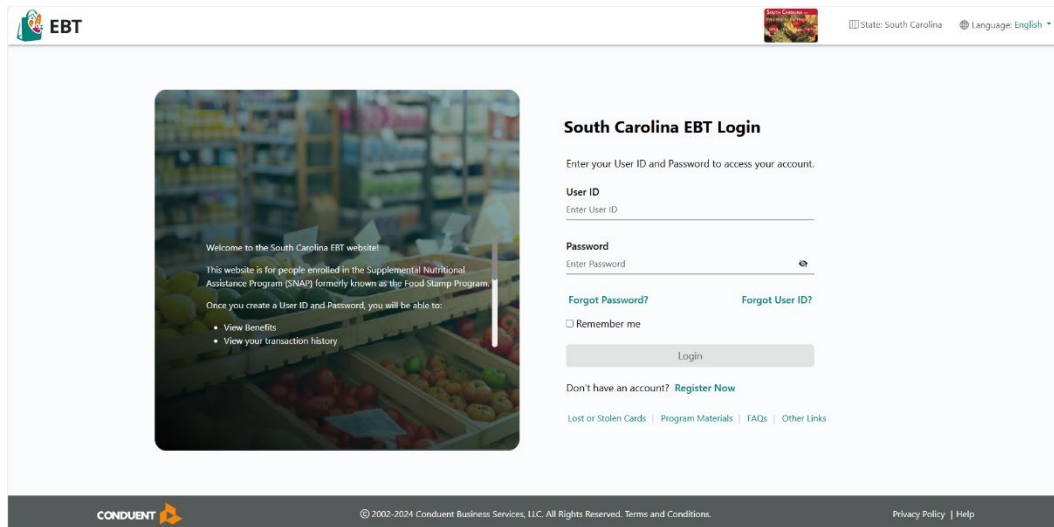 EBT
SOUTH CAROLINA
State: South Carolina
Language: English
Welcome to the South Carolina EBT website!
This website is for people enrolled in the Supplemental Nutritional
Assistance Program (SNAP) formerly known as the Food Stamp Program.
Once you create a User ID and Password, you will be able to:
• View Benefits
• View your transaction history
South Carolina EBT Login
Enter your User ID and Password to access your account.
User ID
Enter User ID
Password
Enter Password
Forgot Password? Forgot User ID?
Remember me
Login
Don't have an account? Register Now
Lost or Stolen Cards | Program Materials | FAQs | Other Links
CONDUENT
© 2002-2024 Conduent Business Services, LLC. All Rights Reserved. Terms and Conditions.
Privacy Policy | Help